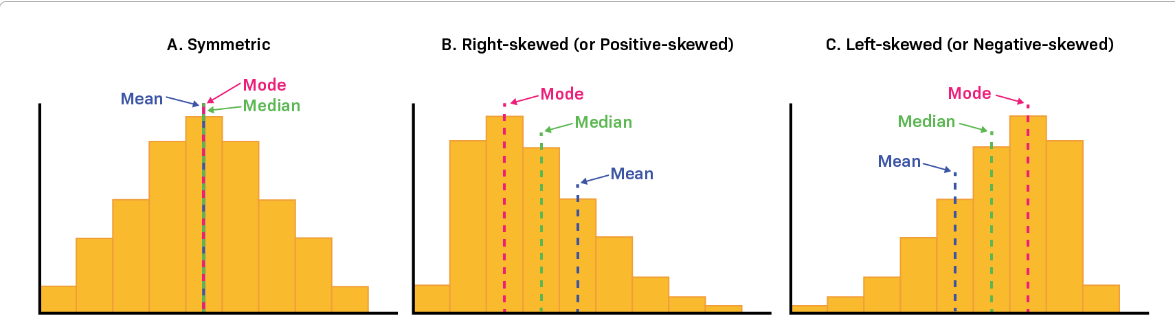 A. Symmetric
Mean
Mode
Median
B. Right-skewed (or Positive-skewed)
Mode
Median
Mean
C. Left-skewed (or Negative-skewed)
Mode
Median
Mean